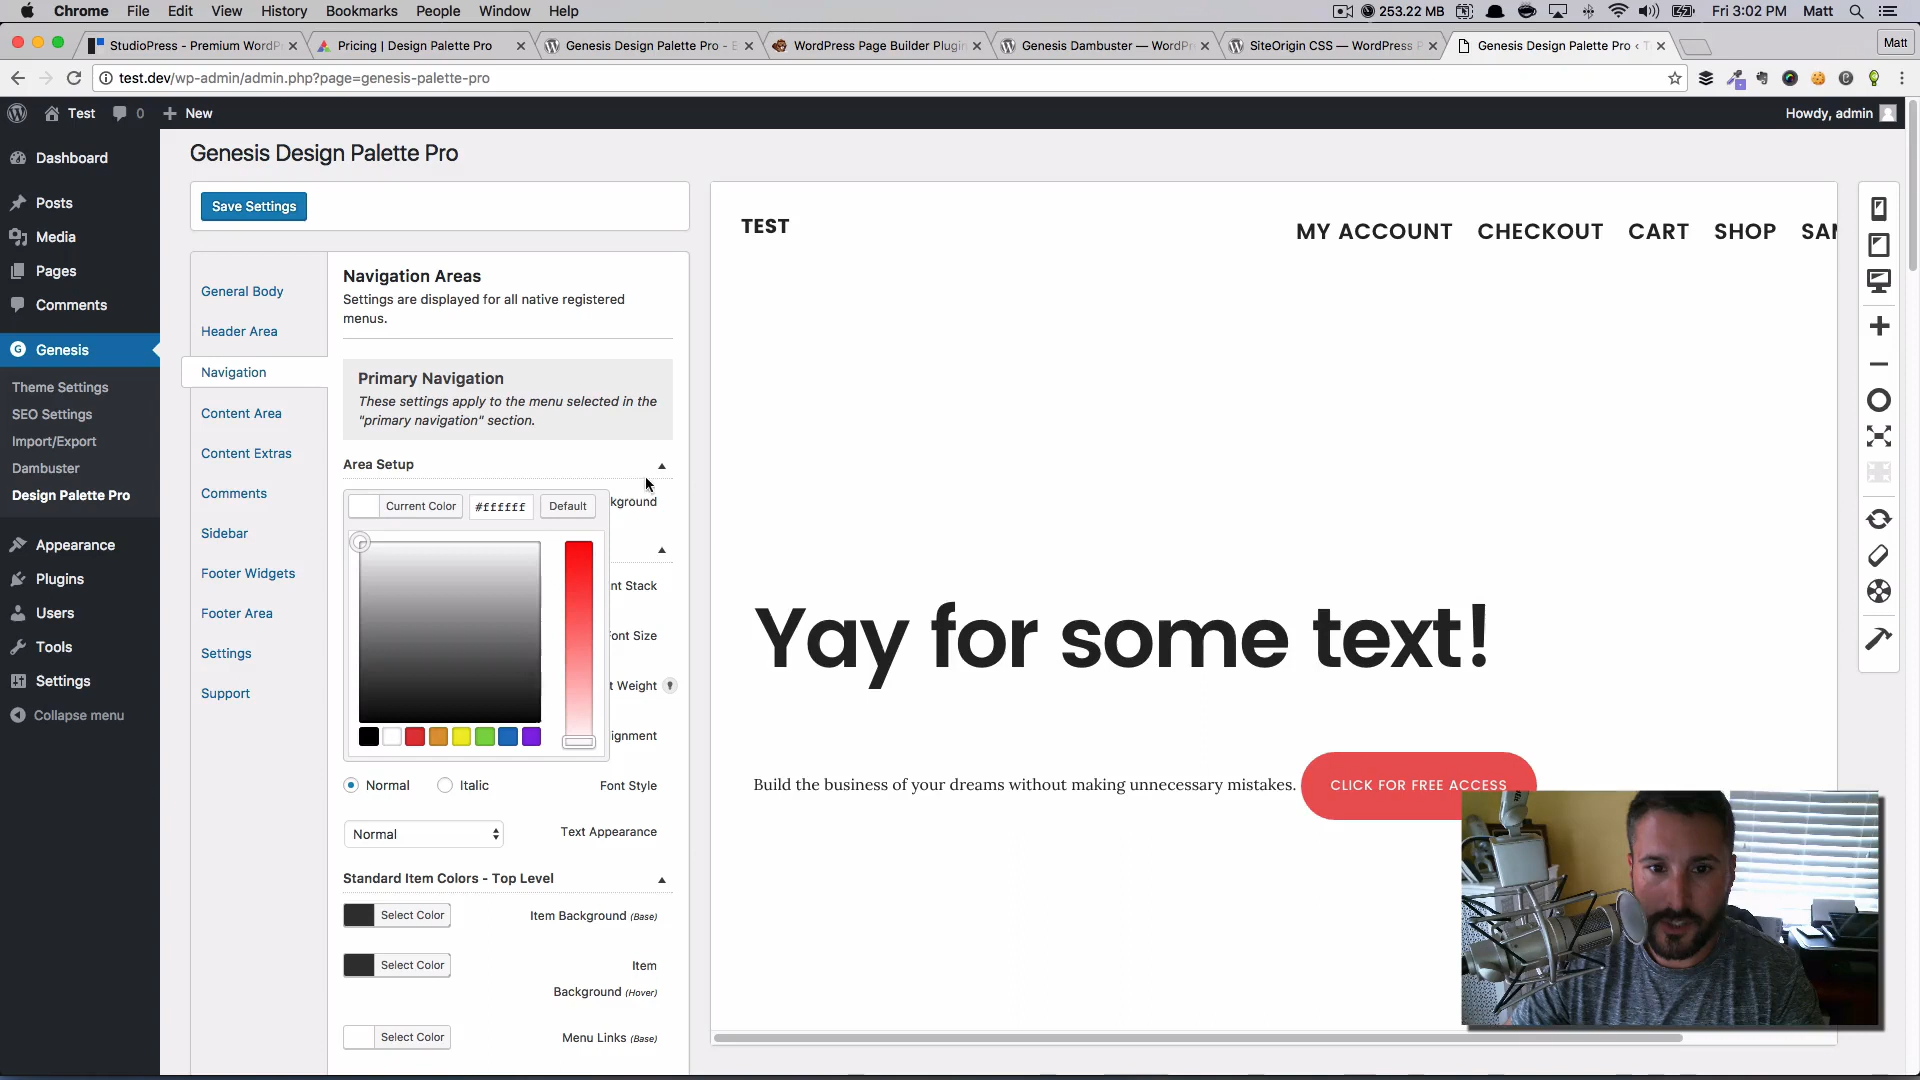 Chrome File Edit View History Bookmarks People Window Help
253.22 MB Fri 3:02 PM Matt
StudioPress - Premium WordP
Pricing | Design Palette Pro
Genesis Design Palette Pro -
WordPress Page Builder Plugin
Genesis Dambuster — WordP
SiteOrigin CSS — WordPress P
Genesis Design Palette Pro ‹ T
Matt
test.dev/wp-admin/admin.php?page=genesis-palette-pro
Test 0 New
Howdy, admin
Dashboard
Posts
Media
Pages
Comments
Genesis
Theme Settings
SEO Settings
Import/Export
Dambuster
Design Palette Pro
Appearance
Plugins
Users
Tools
Settings
Collapse menu
Genesis Design Palette Pro
Save Settings
General Body
Header Area
Navigation
Content Area
Content Extras
Comments
Sidebar
Footer Widgets
Footer Area
Settings
Support
Navigation Areas
Settings are displayed for all native registered
menus.
Primary Navigation
These settings apply to the menu selected in the
"primary navigation" section.
Area Setup
Current Color #ffffff Default kground
nt Stack
ont Size
t Weight
ignment
Normal Italic Font Style
Normal Text Appearance
Standard Item Colors - Top Level
Select Color Item Background (Base)
Select Color Item
Background (Hover)
Select Color Menu Links (Base)
TEST
MY ACCOUNT CHECKOUT CART SHOP SAM
Yay for some text!
Build the business of your dreams without making unnecessary mistakes. CLICK FOR FREE ACCESS